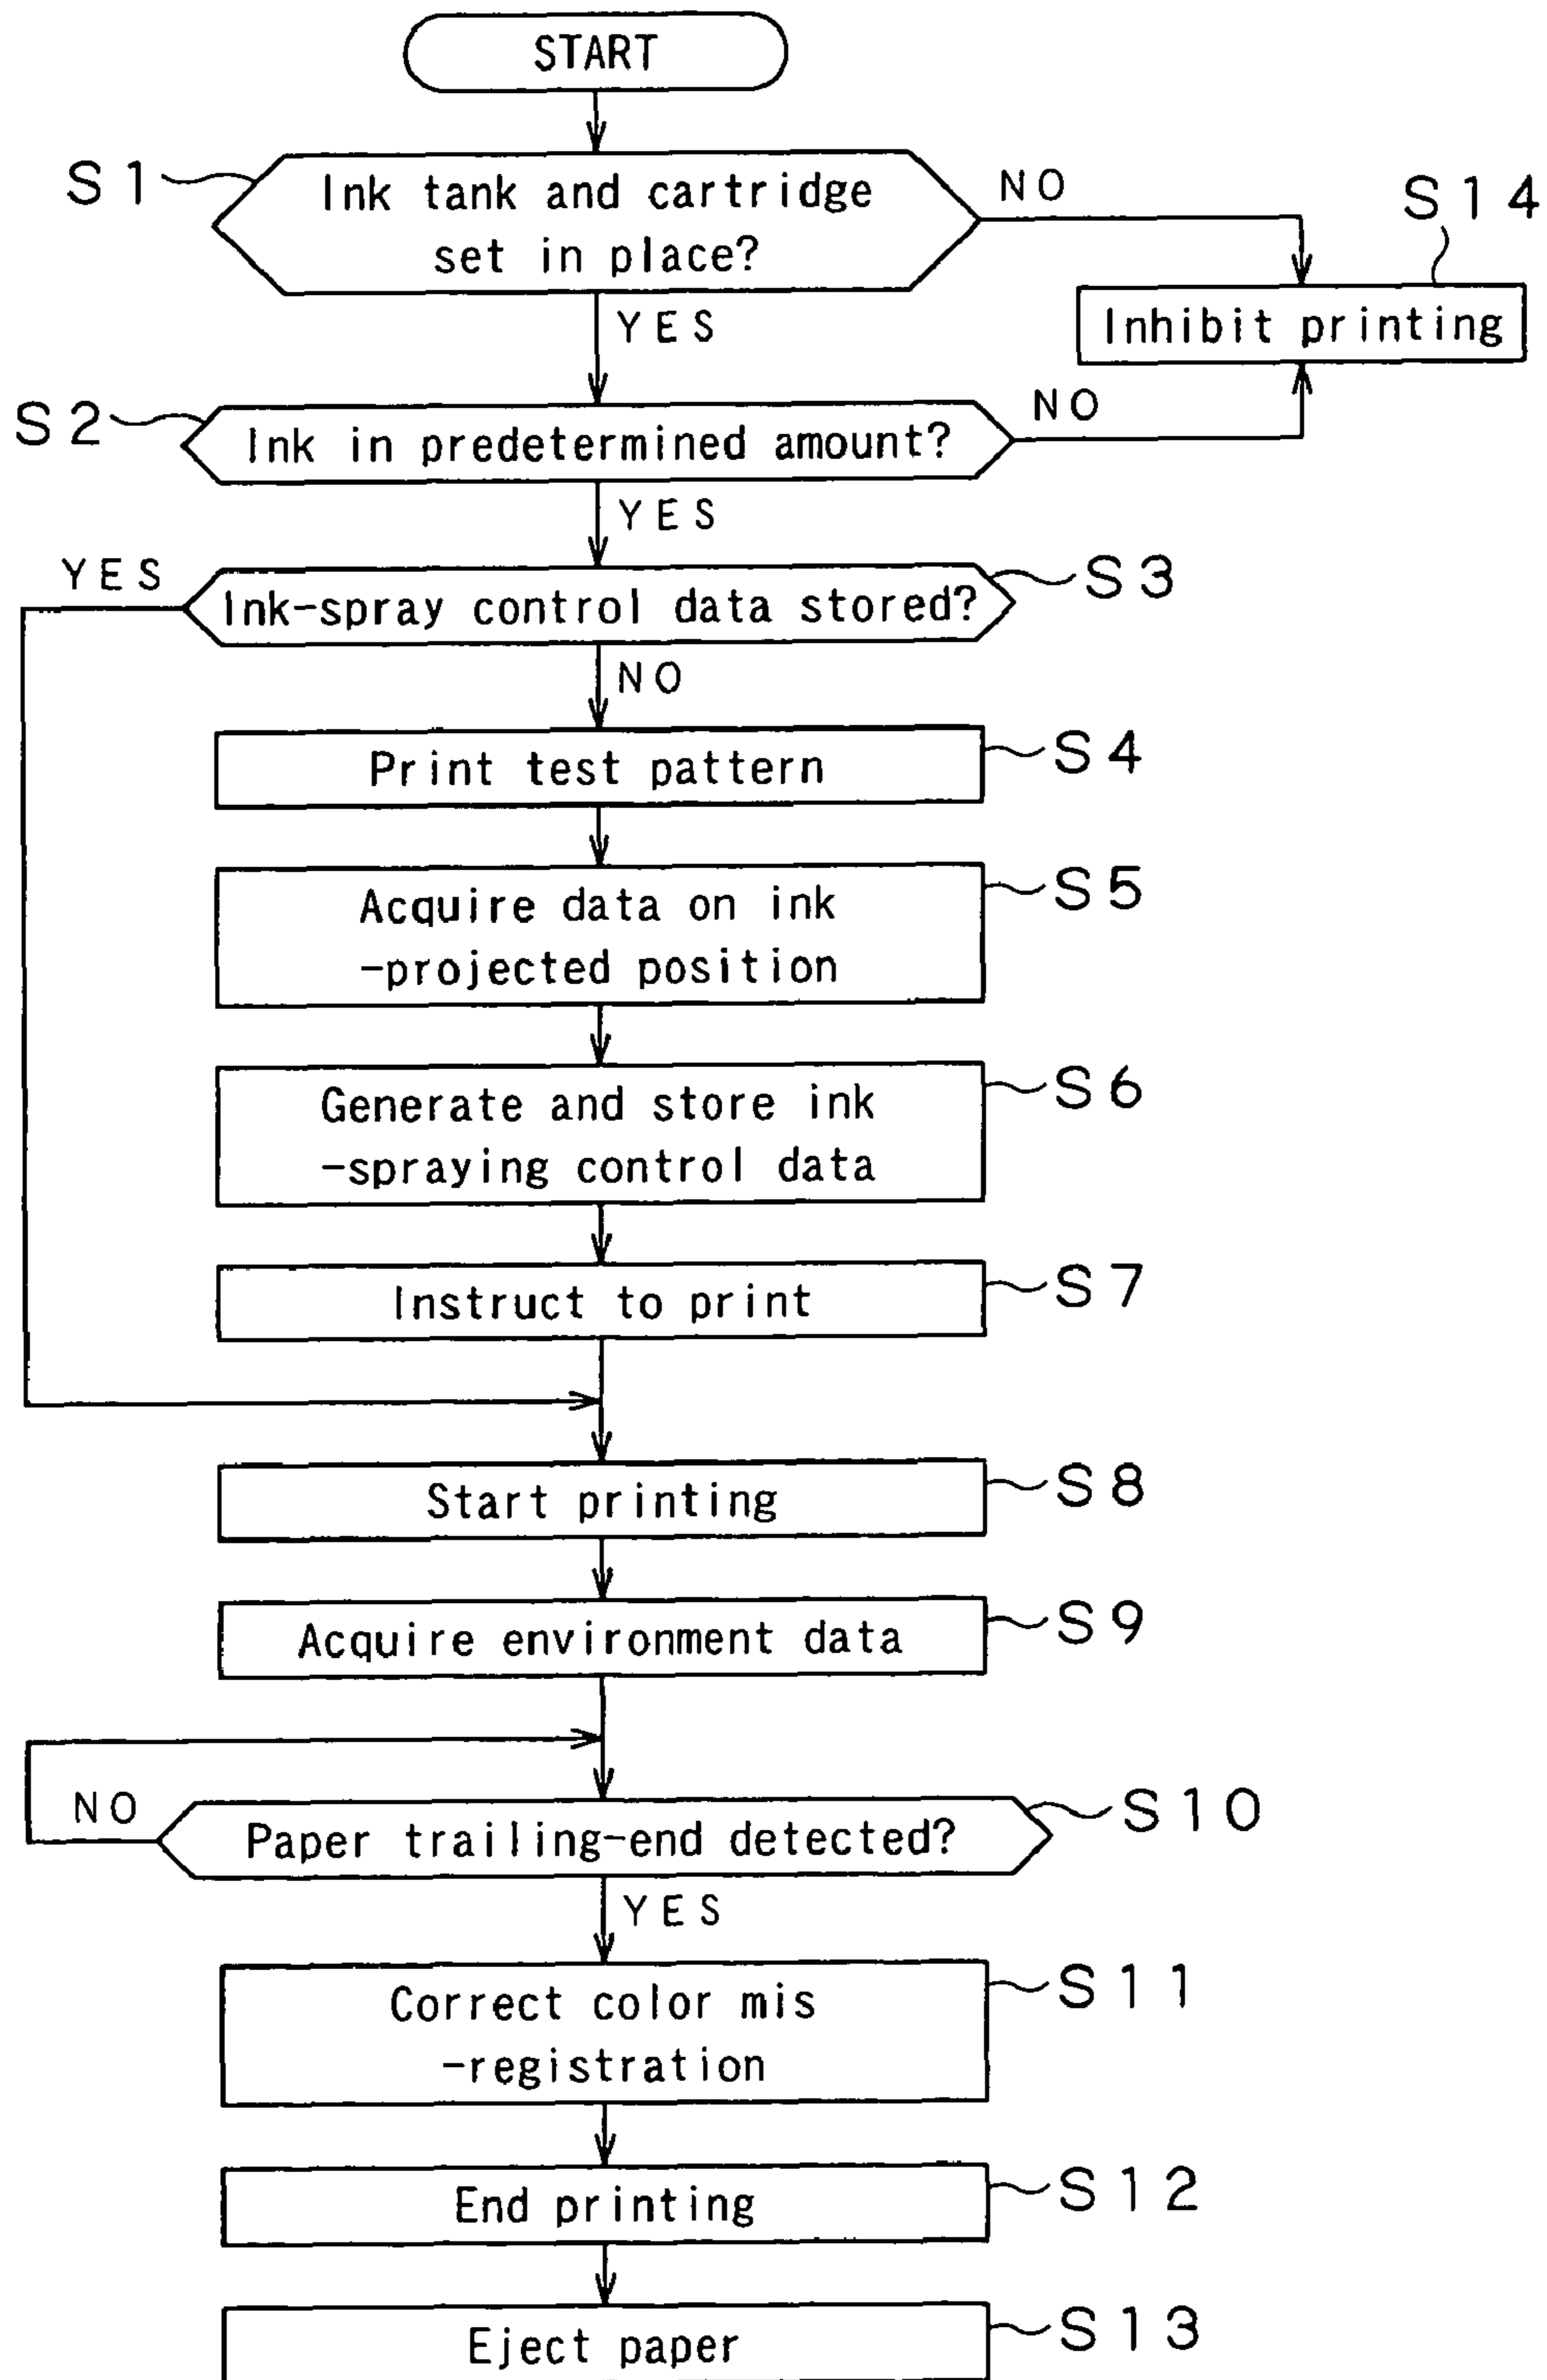 START
S1
Ink tank and cartridge
set in place?
NO
S14
Inhibit printing
YES
S2
Ink in predetermined amount?
NO
YES
YES
Ink-spray control data stored?
S3
NO
Print test pattern
S4
Acquire data on ink
-projected position
S5
Generate and store ink
-spraying control data
S6
Instruct to print
S7
Start printing
S8
Acquire environment data
S9
NO
Paper trailing-end detected?
S10
YES
Correct color mis
-registration
S11
End printing
S12
Eject paper
S13